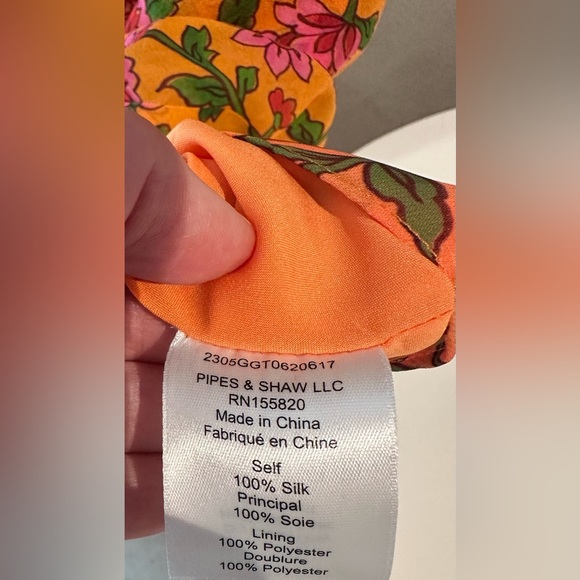 2305GGT0620617
PIPES & SHAW LLC
RN155820
Made in China
Fabriqué en Chine
Self
100% Silk
Principal
100% Soie
Lining
100% Polyester
Doublure
100% Polyester